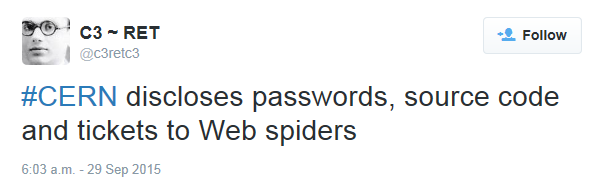 C3 ~ RET
@c3retc3
Follow
#CERN discloses passwords, source code
and tickets to Web spiders
6:03 a.m. - 29 Sep 2015